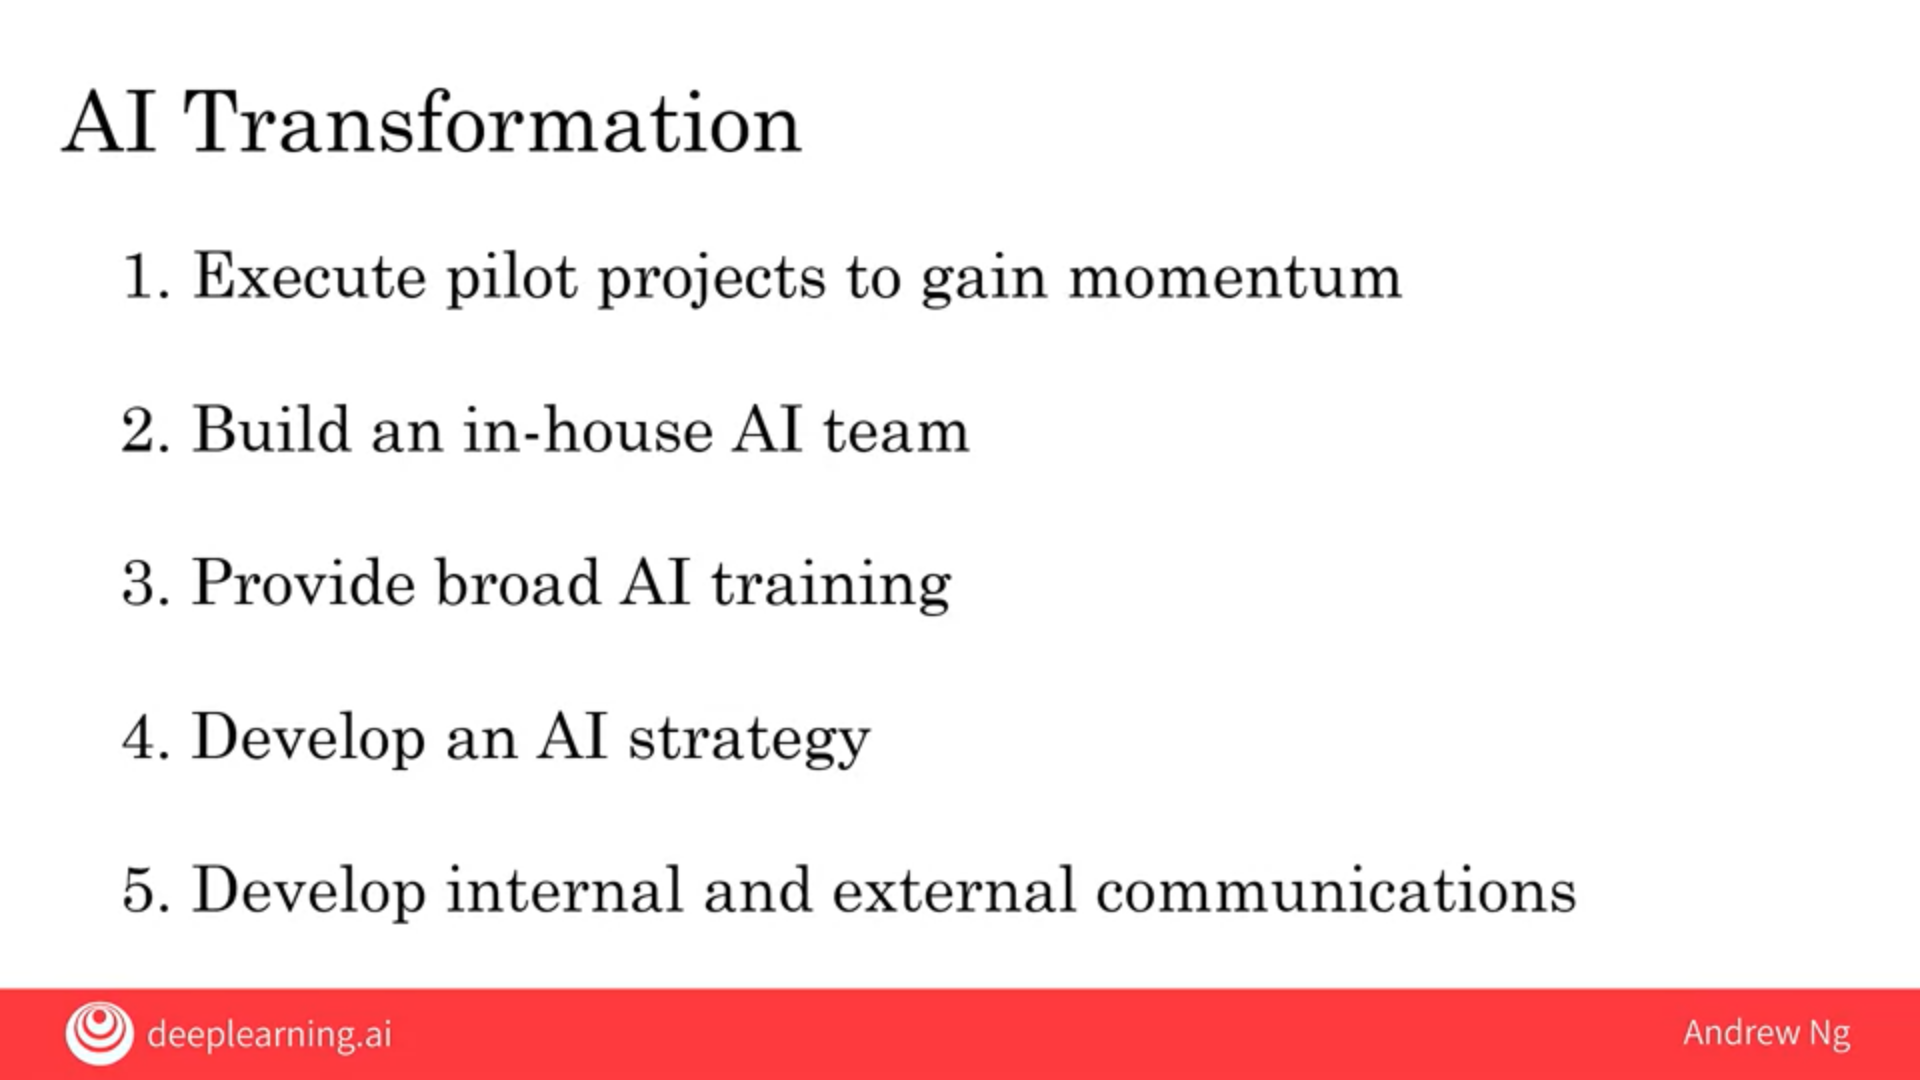 AI Transformation
1. Execute pilot projects to gain momentum
2. Build an in-house AI team
3. Provide broad AI training
4. Develop an AI strategy
5. Develop internal and external communications
deeplearning.ai
Andrew Ng